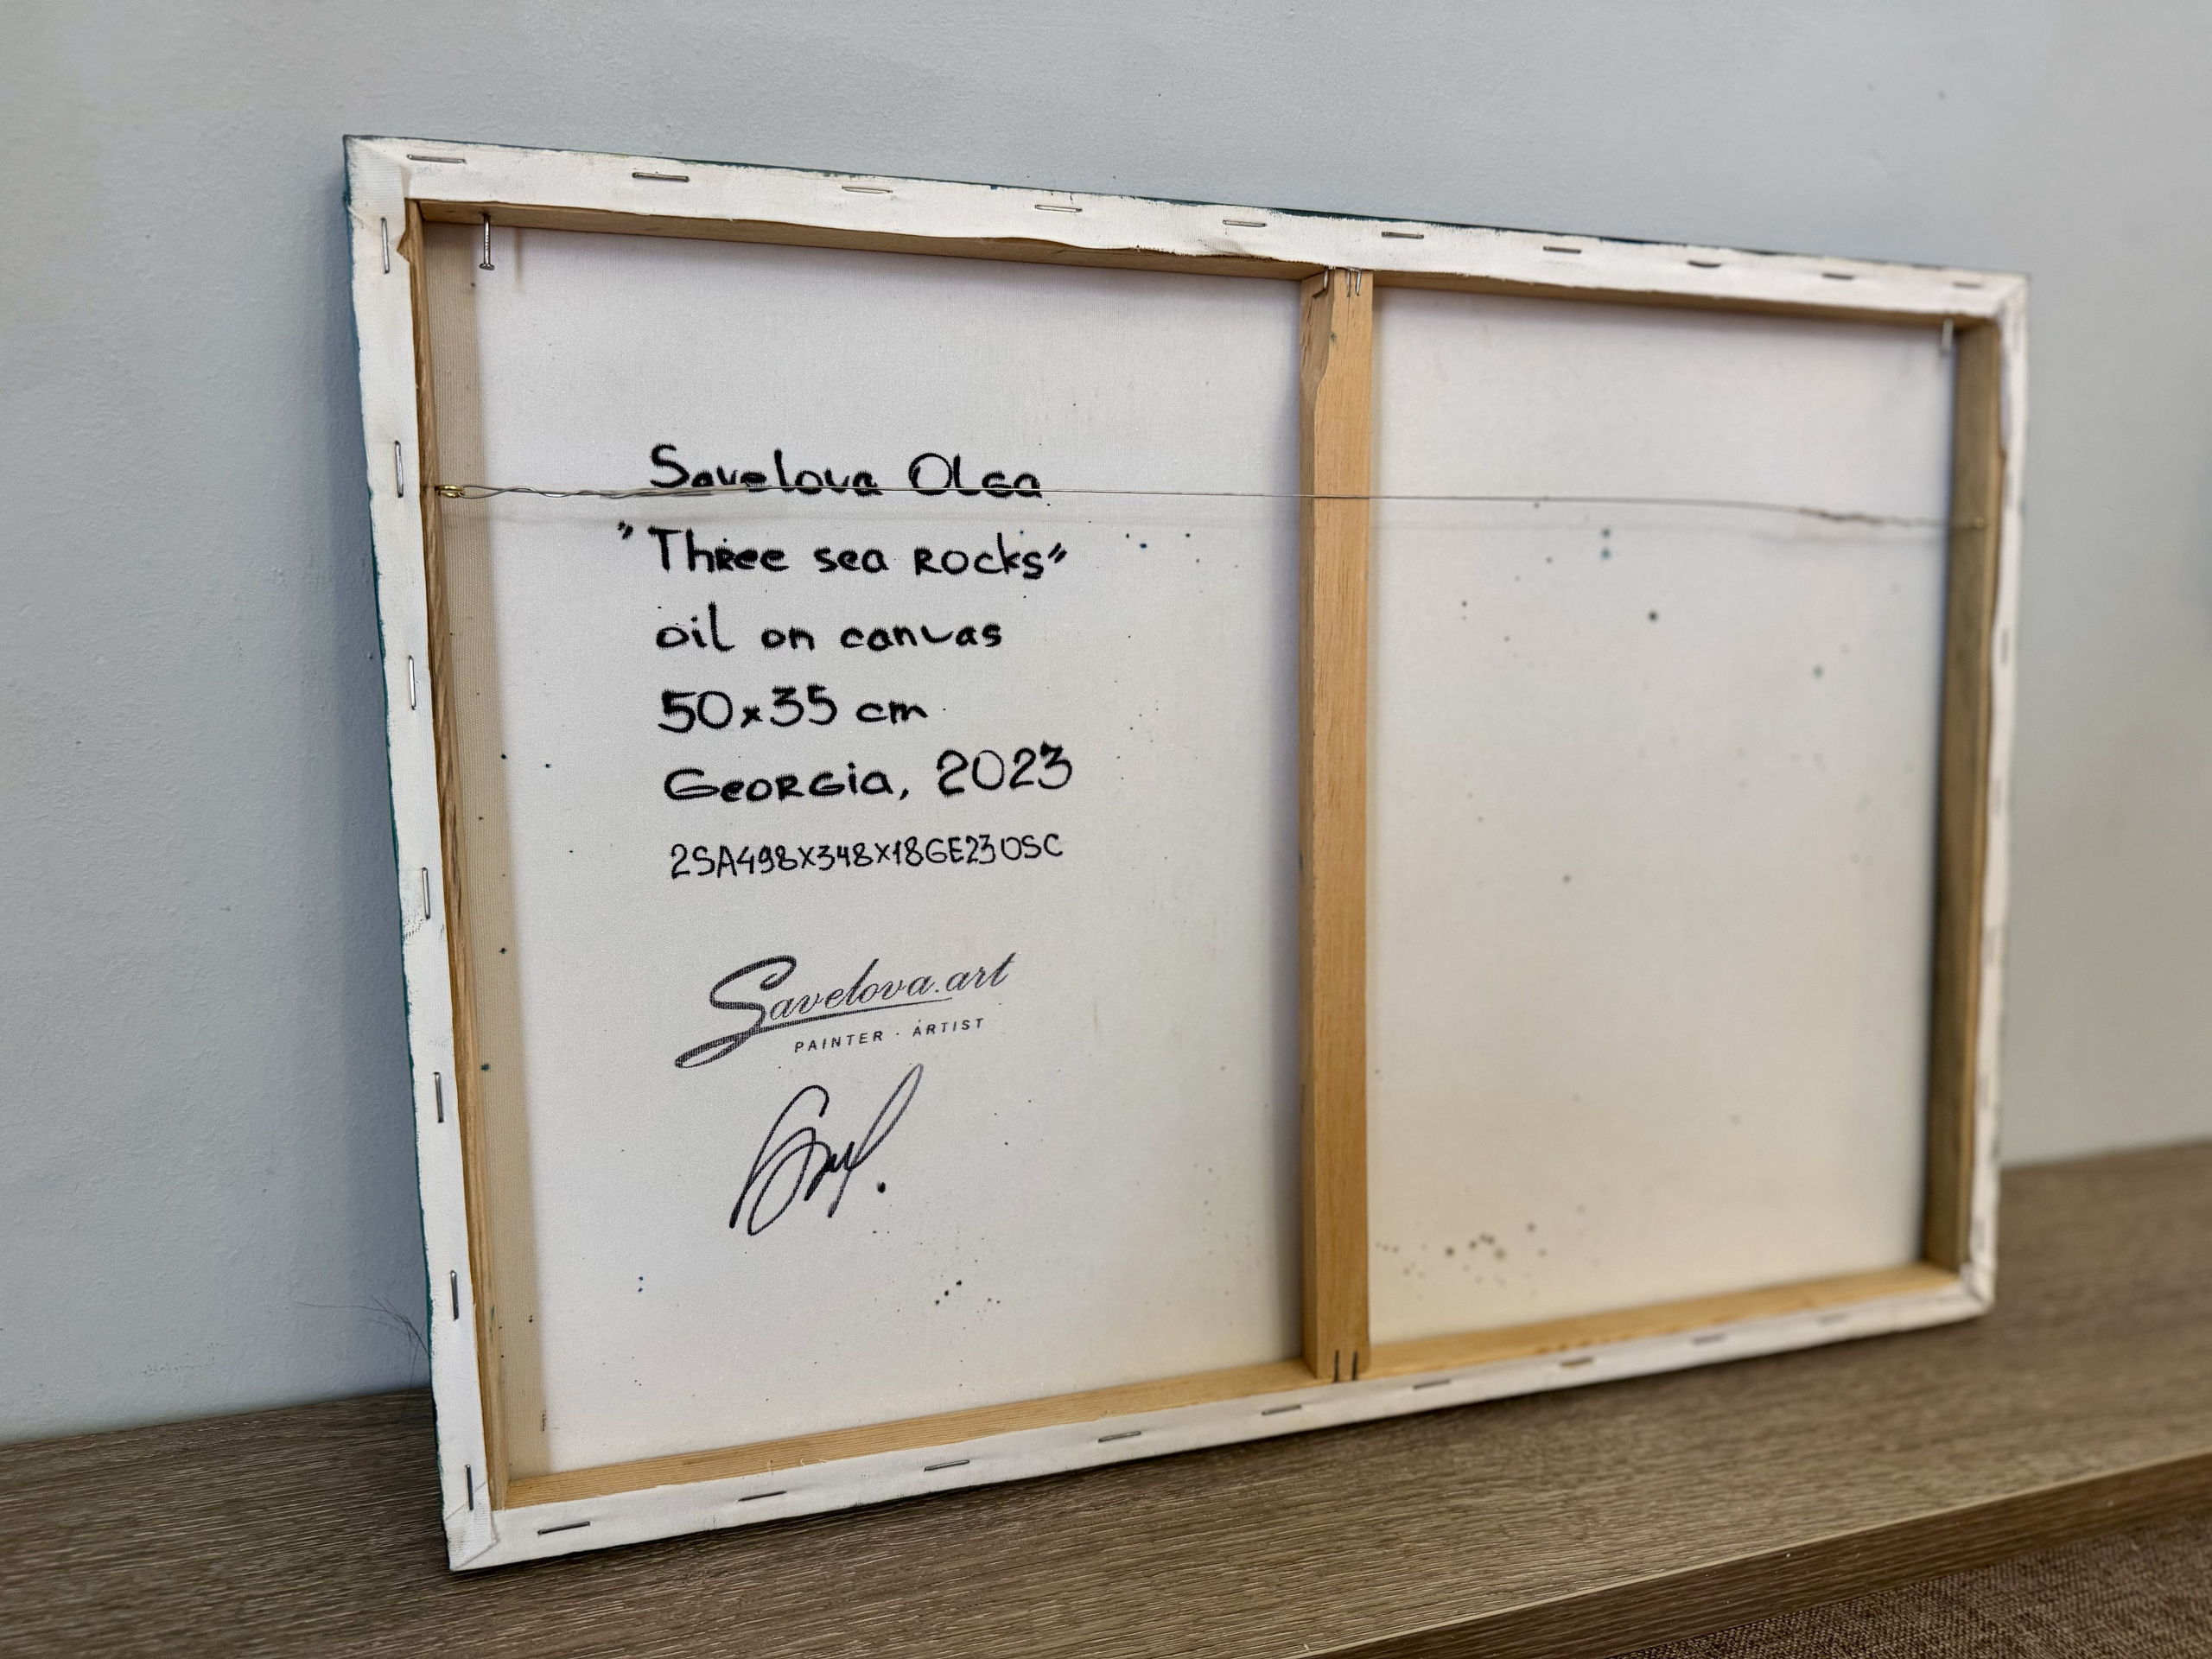 Savelova Olga
"Three sea rocks"
oil on canvas
50x35 cm
Georgia, 2023
2SA498X348X18GE23OSC
Savelova.art
PAINTER · ARTIST